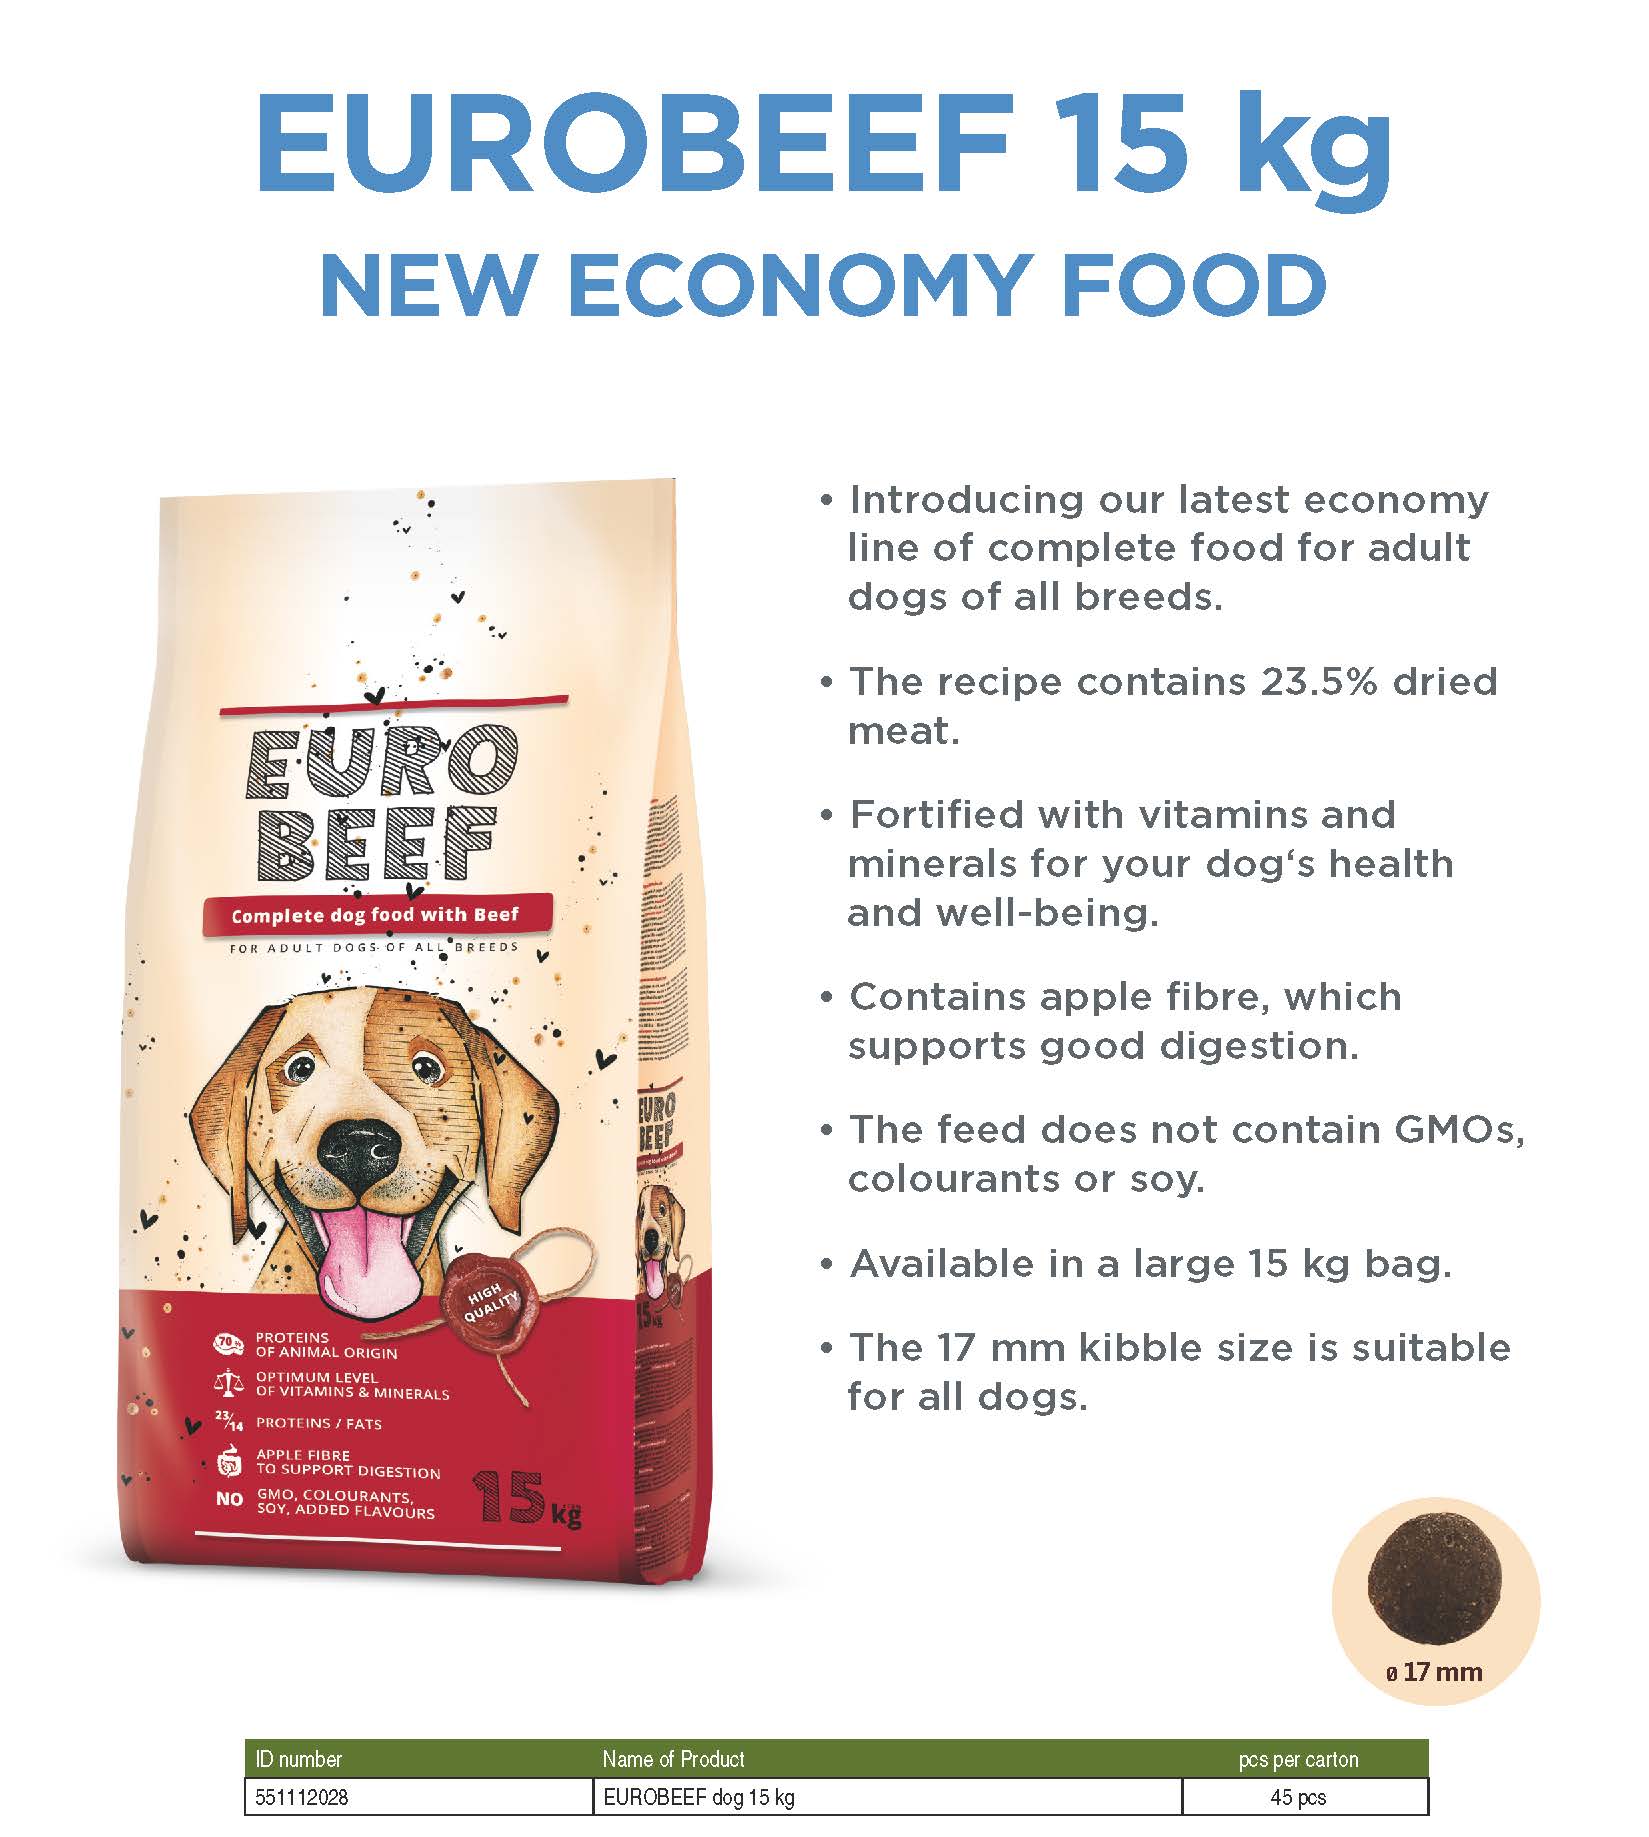 EUROBEEF 15 kg
NEW ECONOMY FOOD
EURO
BEEF
Complete dog food with Beef
FOR ADULT DOGS OF ALL BREEDS
HIGH
QUALITY
70%
PROTEINS
OF ANIMAL ORIGIN
OPTIMUM LEVEL
OF VITAMINS & MINERALS
23/14 PROTEINS / FATS
APPLE FIBRE
TO SUPPORT DIGESTION
NO GMO, COLOURANTS,
SOY, ADDED FLAVOURS
15 kg
EURO
BEEF
15 kg
• Introducing our latest economy
line of complete food for adult
dogs of all breeds.
• The recipe contains 23.5% dried
meat.
• Fortified with vitamins and
minerals for your dog‘s health
and well-being.
• Contains apple fibre, which
supports good digestion.
• The feed does not contain GMOs,
colourants or soy.
• Available in a large 15 kg bag.
• The 17 mm kibble size is suitable
for all dogs.
ø 17 mm
ID number Name of Product pcs per carton
551112028 EUROBEEF dog 15 kg 45 pcs